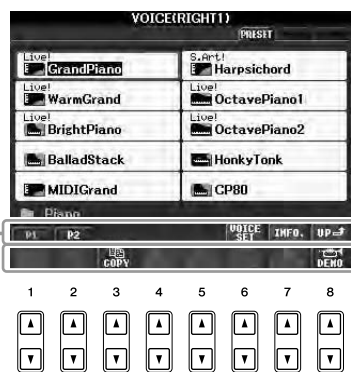 VOICE(RIGHT1)
PRESET
Live!
GrandPiano
S.Art!
Harpsichord
Live!
WarmGrand
Live!
OctavePiano1
Live!
BrightPiano
Live!
OctavePiano2
BalladStack
HonkyTonk
MIDIGrand
CP80
Piano
P1 P2 VOICE SET INFO. UP
COPY DEMO
1 2 3 4 5 6 7 8